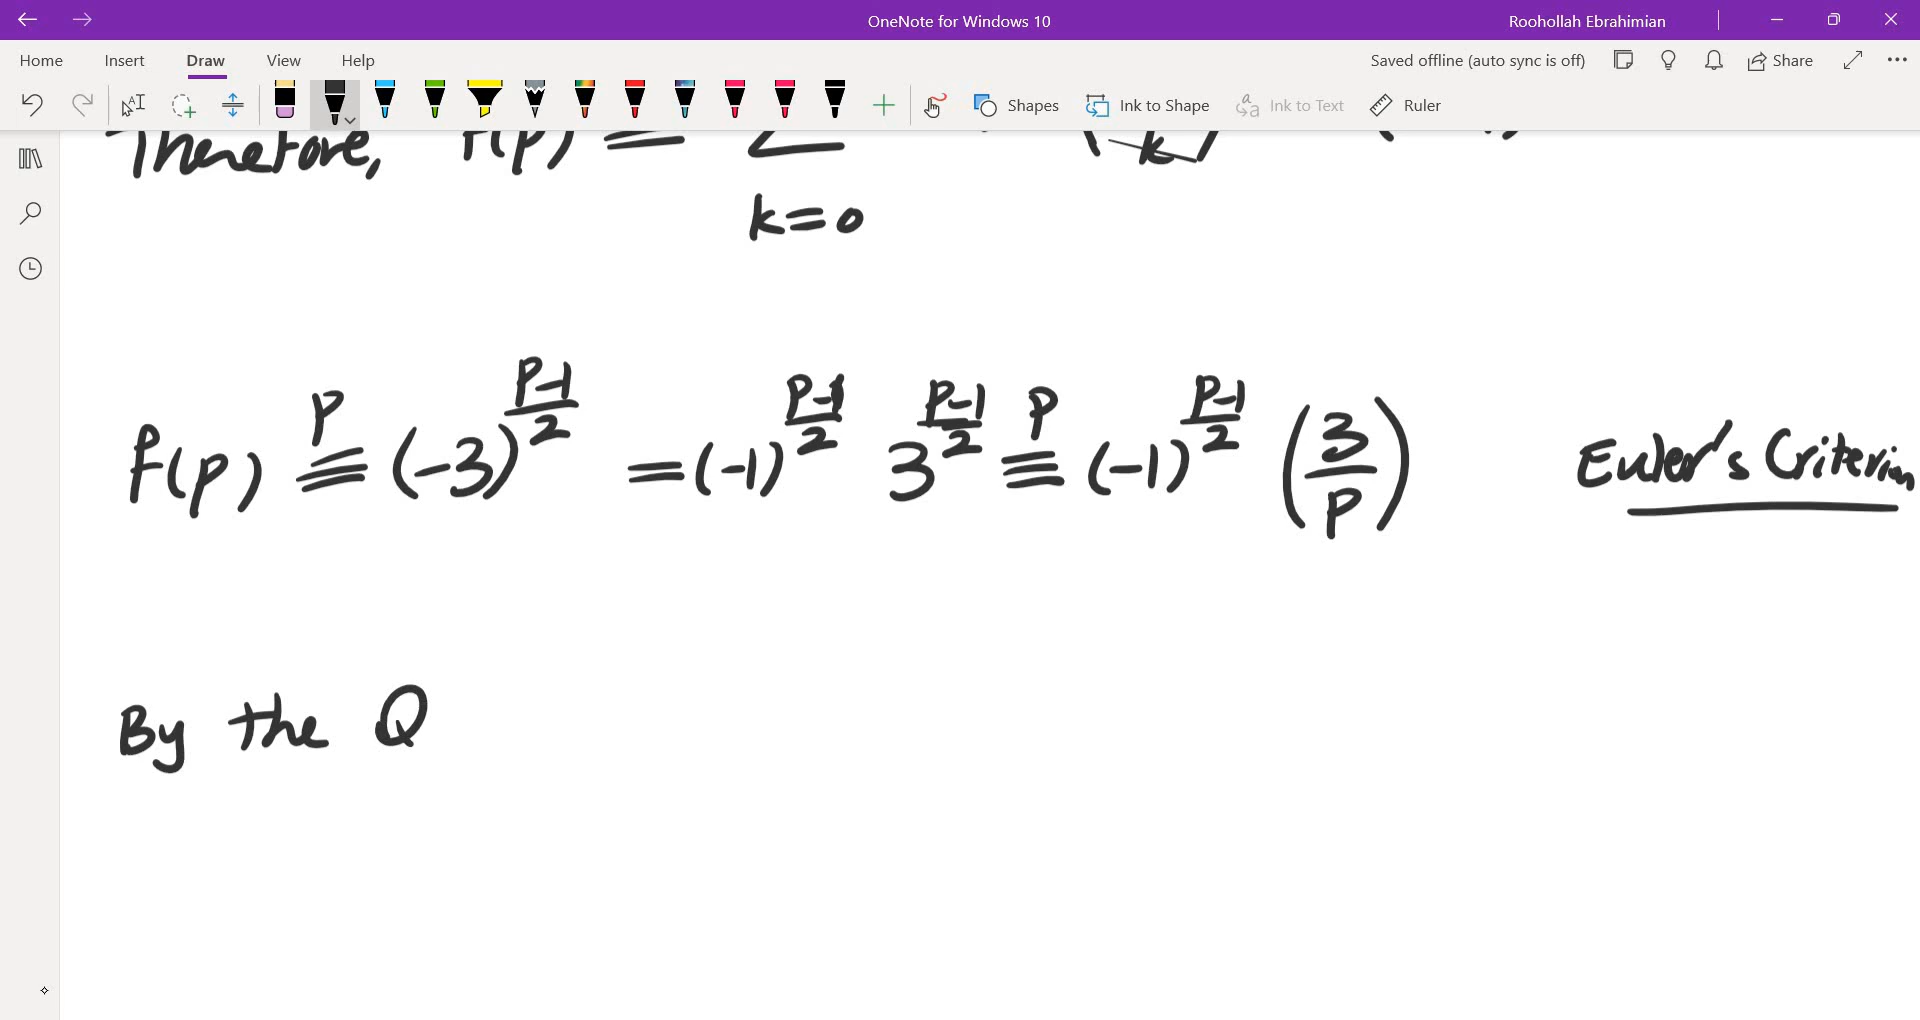 OneNote for Windows 10
Roohollah Ebrahimian
Home Insert Draw View Help
Saved offline (auto sync is off) Share
Shapes Ink to Shape Ink to Text Ruler
Therefore, f(p) ≡ Σ
k
k=0
f(p) ≡^p (-3)^((p-1)/2) = (-1)^((p-1)/2) 3^((p-1)/2) ≡^p (-1)^((p-1)/2) (3/p) Euler's Criterion
By the Q